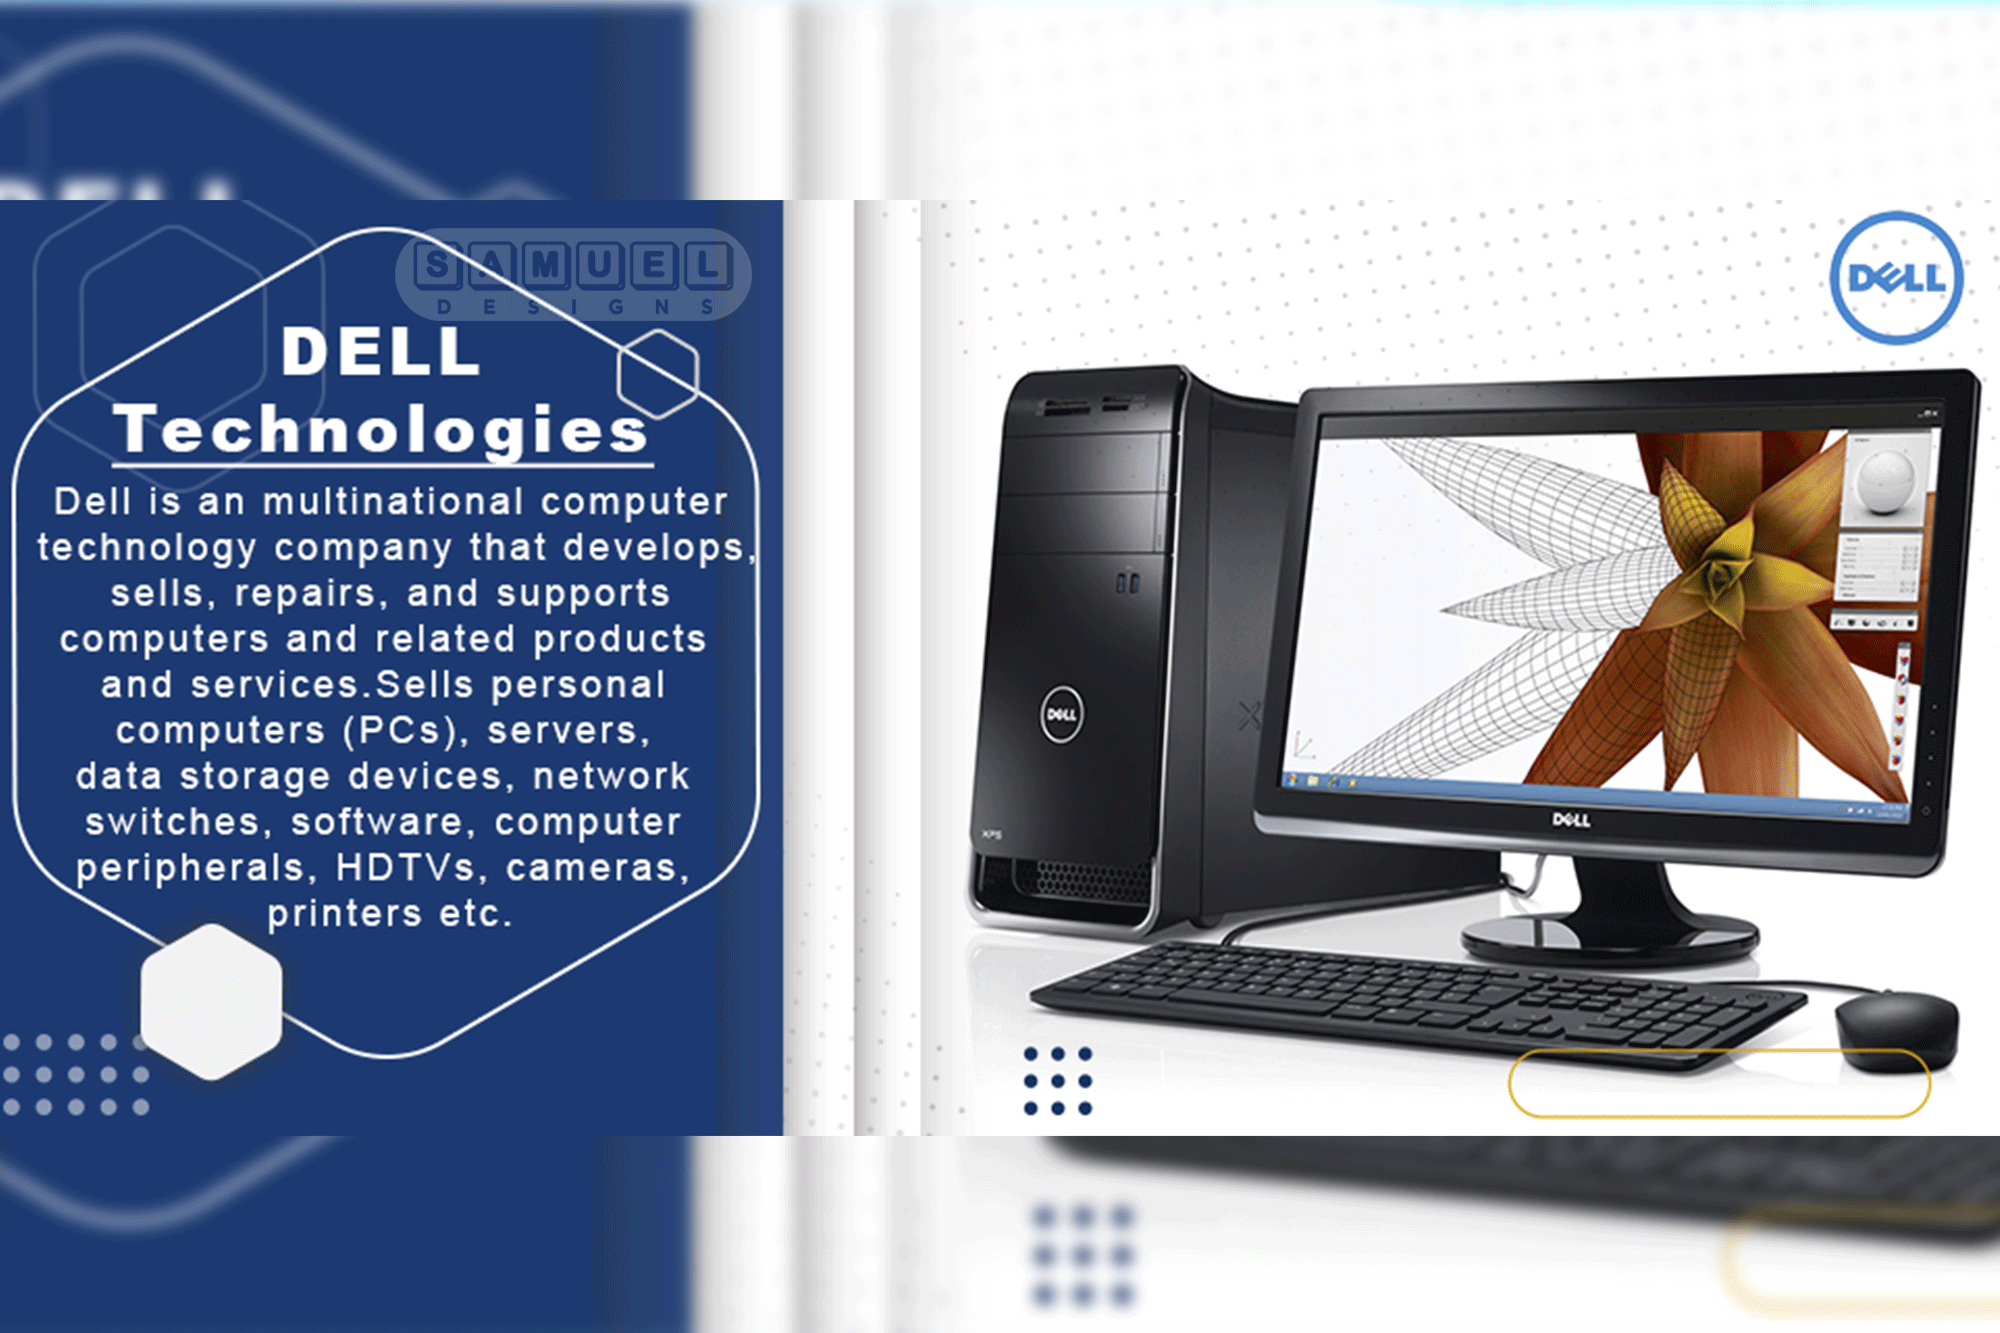 SAMUEL
DESIGNS
DELL
Technologies
Dell is an multinational computer
technology company that develops,
sells, repairs, and supports
computers and related products
and services.Sells personal
computers (PCs), servers,
data storage devices, network
switches, software, computer
peripherals, HDTVs, cameras,
printers etc.
DELL
DELL
XPS
DELL